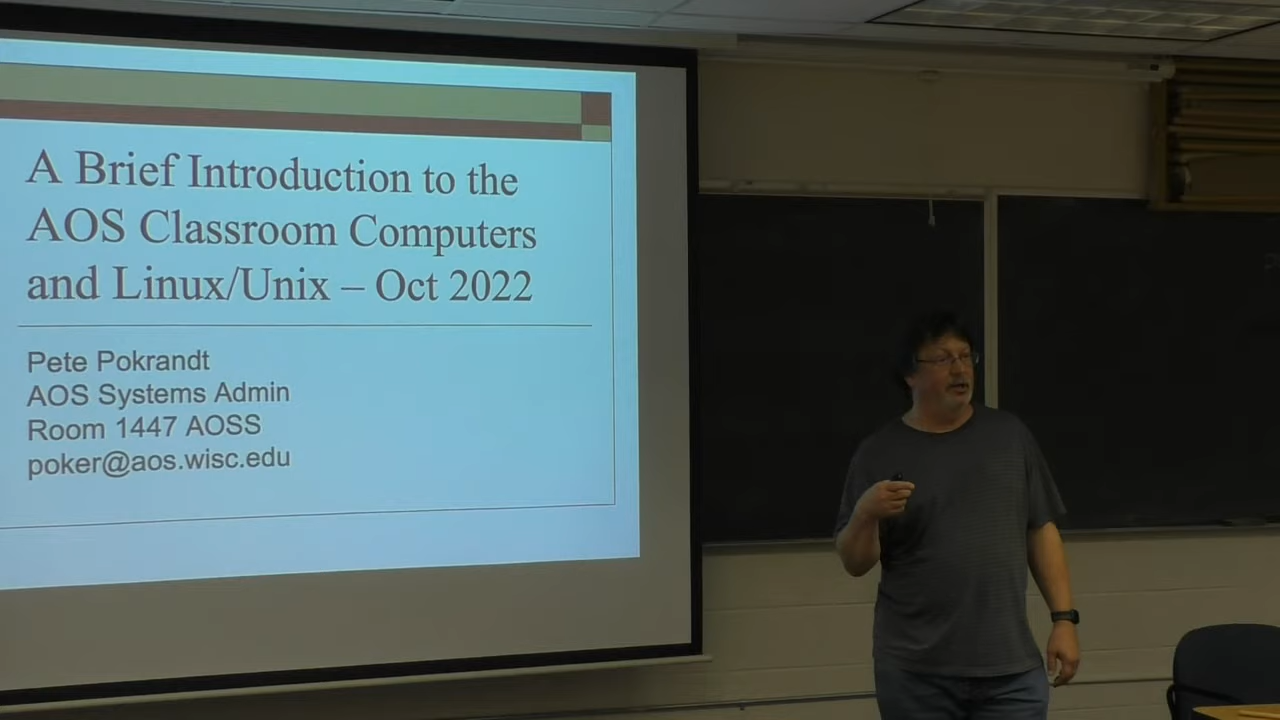 A Brief Introduction to the
AOS Classroom Computers
and Linux/Unix – Oct 2022
Pete Pokrandt
AOS Systems Admin
Room 1447 AOSS
poker@aos.wisc.edu